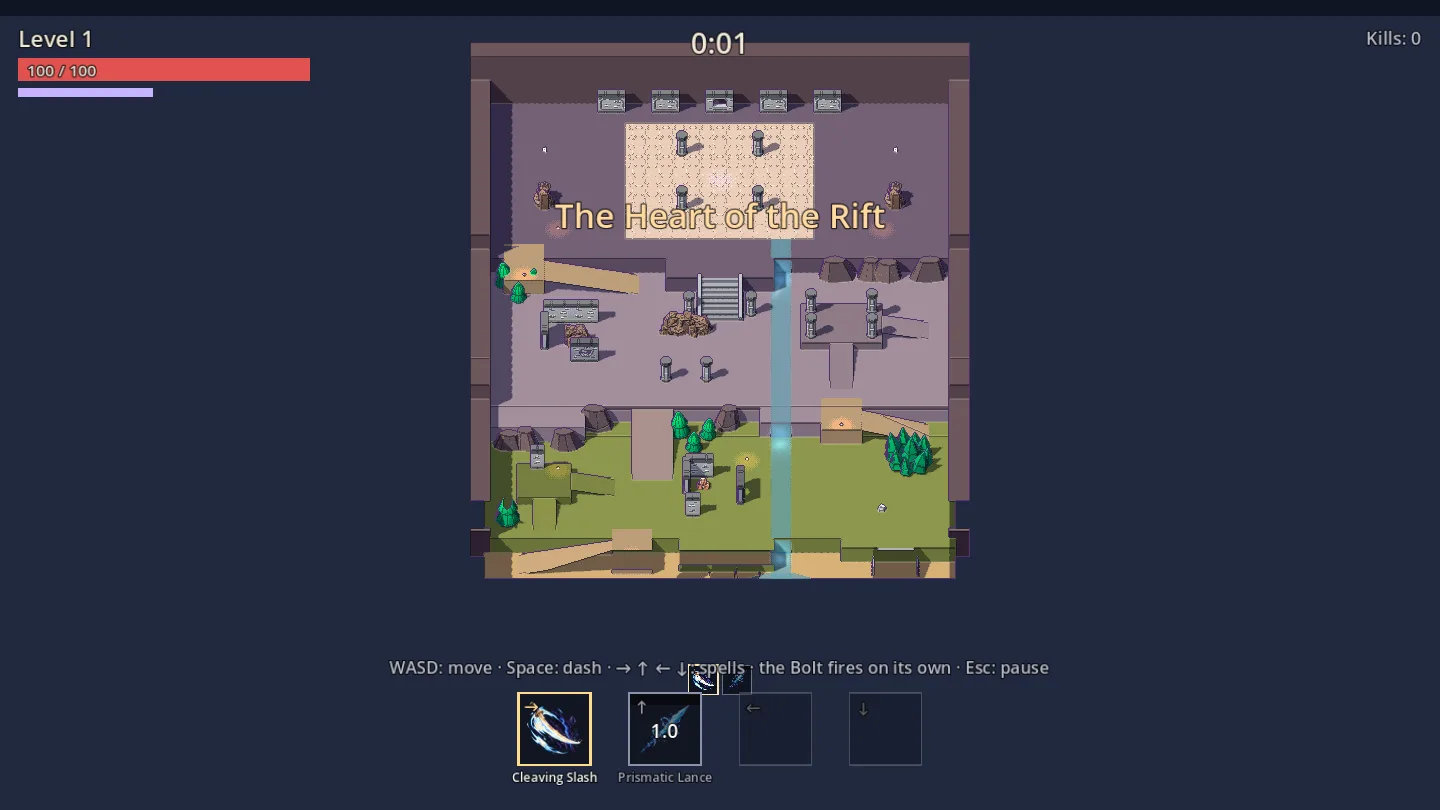 Level 1
0:01
Kills: 0
100 / 100
The Heart of the Rift
WASD: move · Space: dash · → ↑ ← ↓: spells · the Bolt fires on its own · Esc: pause
→
↑
←
↓
1.0
Cleaving Slash
Prismatic Lance